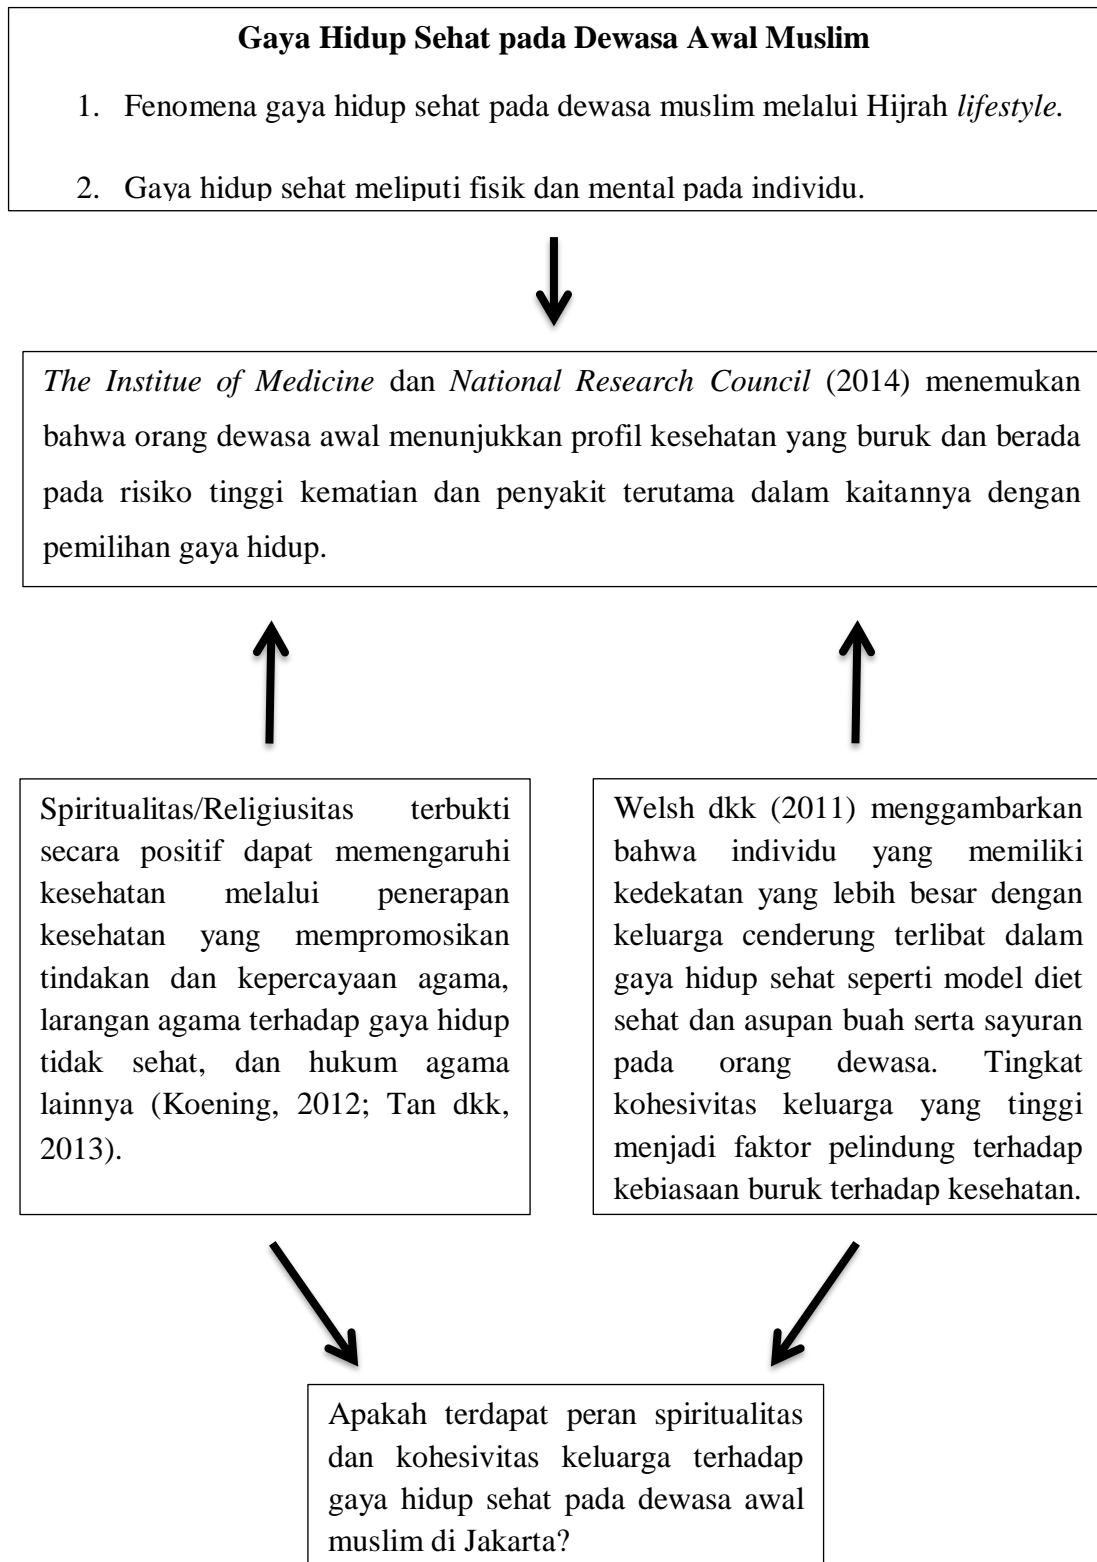 Gaya Hidup Sehat pada Dewasa Awal Muslim
1. Fenomena gaya hidup sehat pada dewasa muslim melalui Hijrah lifestyle.
2. Gaya hidup sehat meliputi fisik dan mental pada individu.
The Institue of Medicine dan National Research Council (2014) menemukan
bahwa orang dewasa awal menunjukkan profil kesehatan yang buruk dan berada
pada risiko tinggi kematian dan penyakit terutama dalam kaitannya dengan
pemilihan gaya hidup.
Spiritualitas/Religiusitas terbukti
secara positif dapat memengaruhi
kesehatan melalui penerapan
kesehatan yang mempromosikan
tindakan dan kepercayaan agama,
larangan agama terhadap gaya hidup
tidak sehat, dan hukum agama
lainnya (Koening, 2012; Tan dkk,
2013).
Welsh dkk (2011) menggambarkan
bahwa individu yang memiliki
kedekatan yang lebih besar dengan
keluarga cenderung terlibat dalam
gaya hidup sehat seperti model diet
sehat dan asupan buah serta sayuran
pada orang dewasa. Tingkat
kohesivitas keluarga yang tinggi
menjadi faktor pelindung terhadap
kebiasaan buruk terhadap kesehatan.
Apakah terdapat peran spiritualitas
dan kohesivitas keluarga terhadap
gaya hidup sehat pada dewasa awal
muslim di Jakarta?